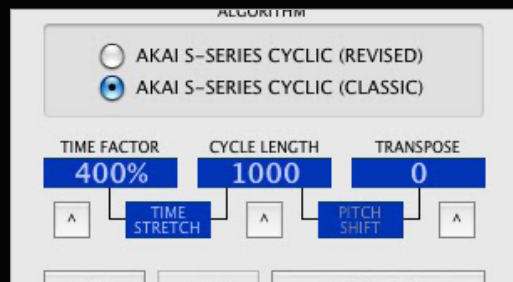 ALGORITHM
AKAI S-SERIES CYCLIC (REVISED)
AKAI S-SERIES CYCLIC (CLASSIC)
TIME FACTOR CYCLE LENGTH TRANSPOSE
400% 1000 0
TIME STRETCH
PITCH SHIFT
^ ^ ^